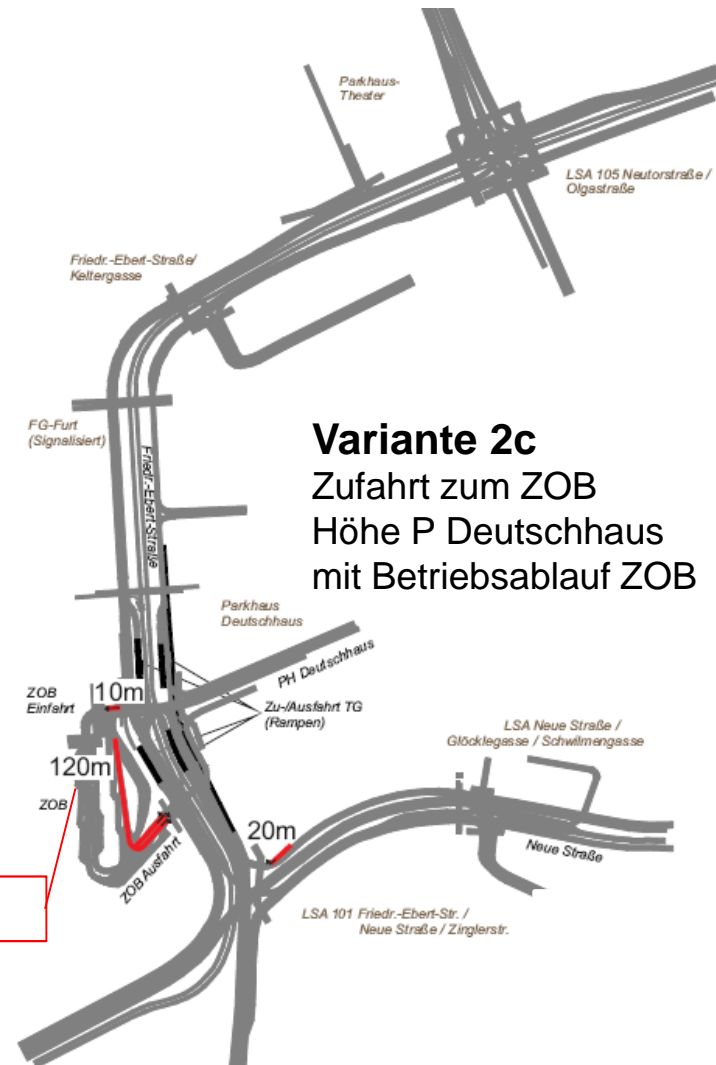 Parkhaus-
Theater
LSA 105 Neutorstraße /
Olgastraße
Friedr.-Ebert-Straße/
Keltergasse
FG-Furt
(Signalisiert)
Friedr.-Ebert-Straße
Variante 2c
Zufahrt zum ZOB
Höhe P Deutschhaus
mit Betriebsablauf ZOB
Parkhaus
Deutschhaus
PH Deutschhaus
ZOB
Einfahrt
10m
Zu-/Ausfahrt TG
(Rampen)
LSA Neue Straße /
Glöcklegasse / Schwilmengasse
120m
ZOB
20m
ZOB Ausfahrt
Neue Straße
LSA 101 Friedr.-Ebert-Str. /
Neue Straße / Zinglerstr.